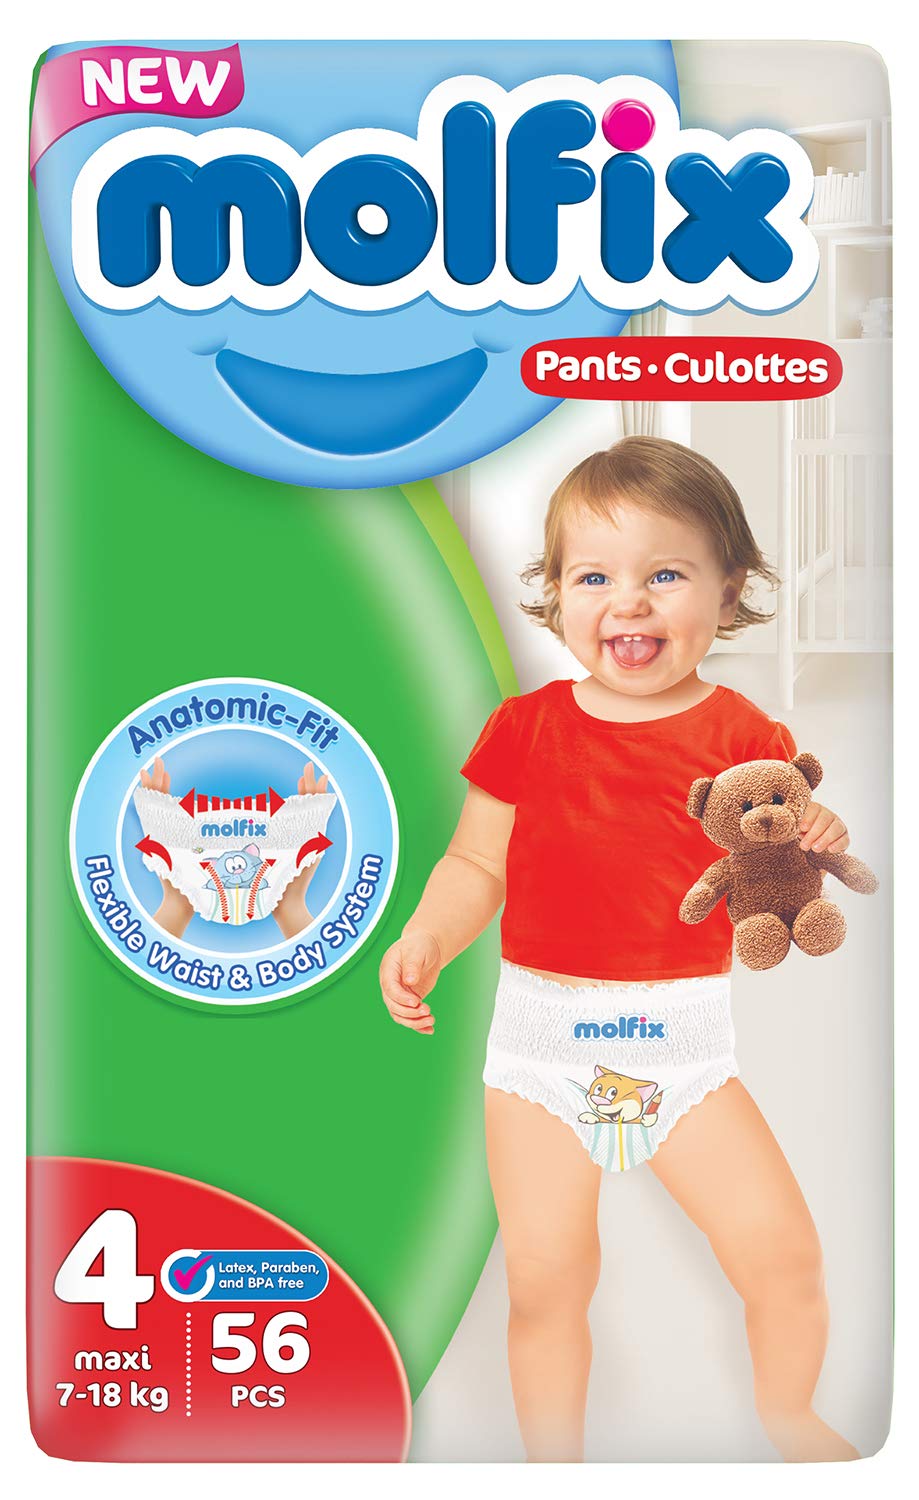 NEW
molfix
Pants • Culottes
Anatomic-Fit
molfix
Flexible Waist & Body System
molfix
4
maxi
7-18 kg
Latex, Paraben,
and BPA free
56
PCS